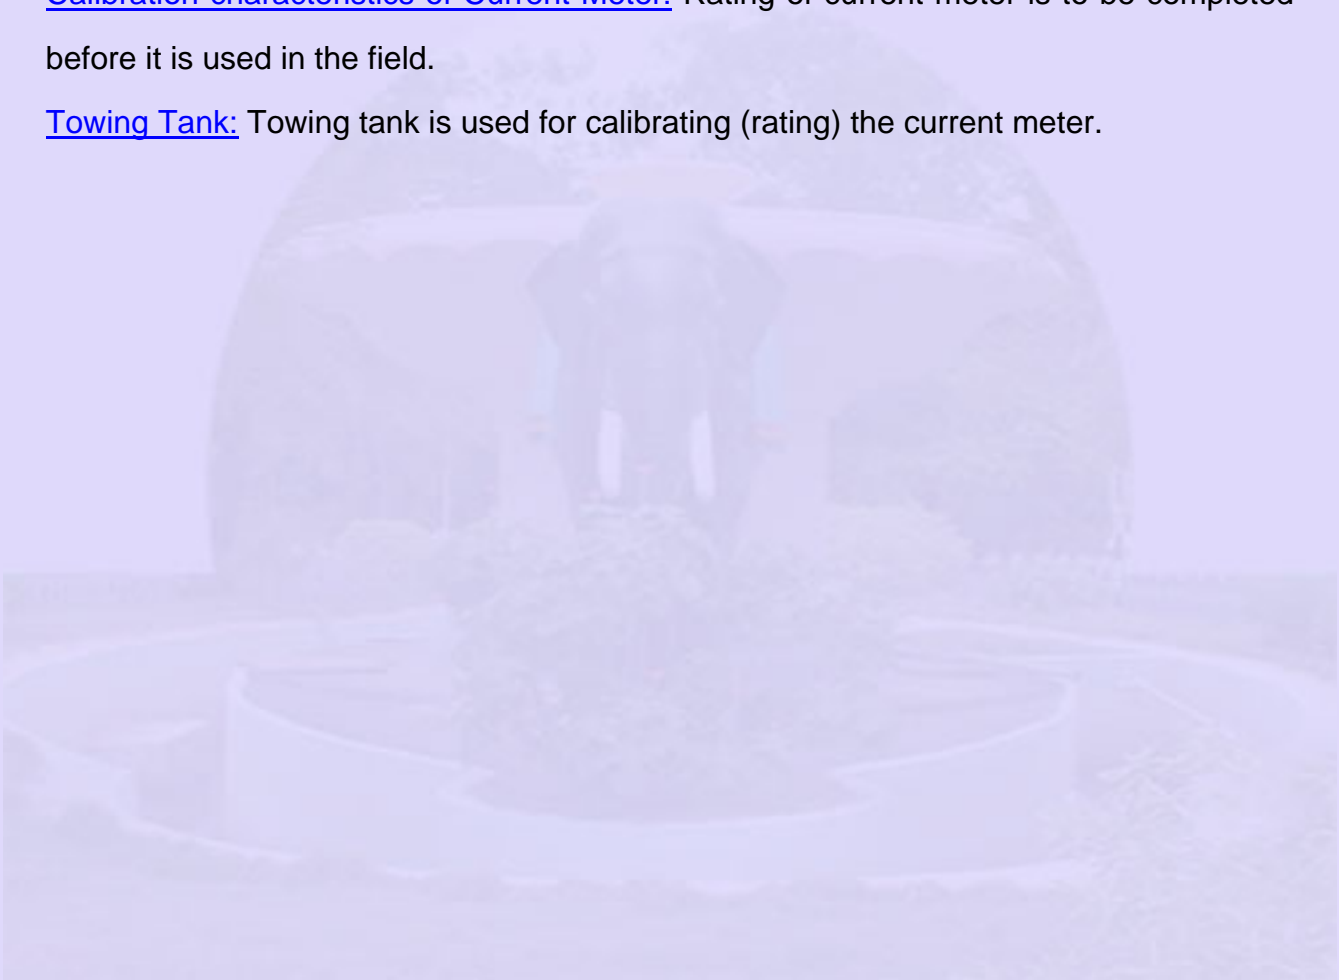 Calibration characteristics of Current Meter: Rating of current meter is to be completed
before it is used in the field.
Towing Tank: Towing tank is used for calibrating (rating) the current meter.